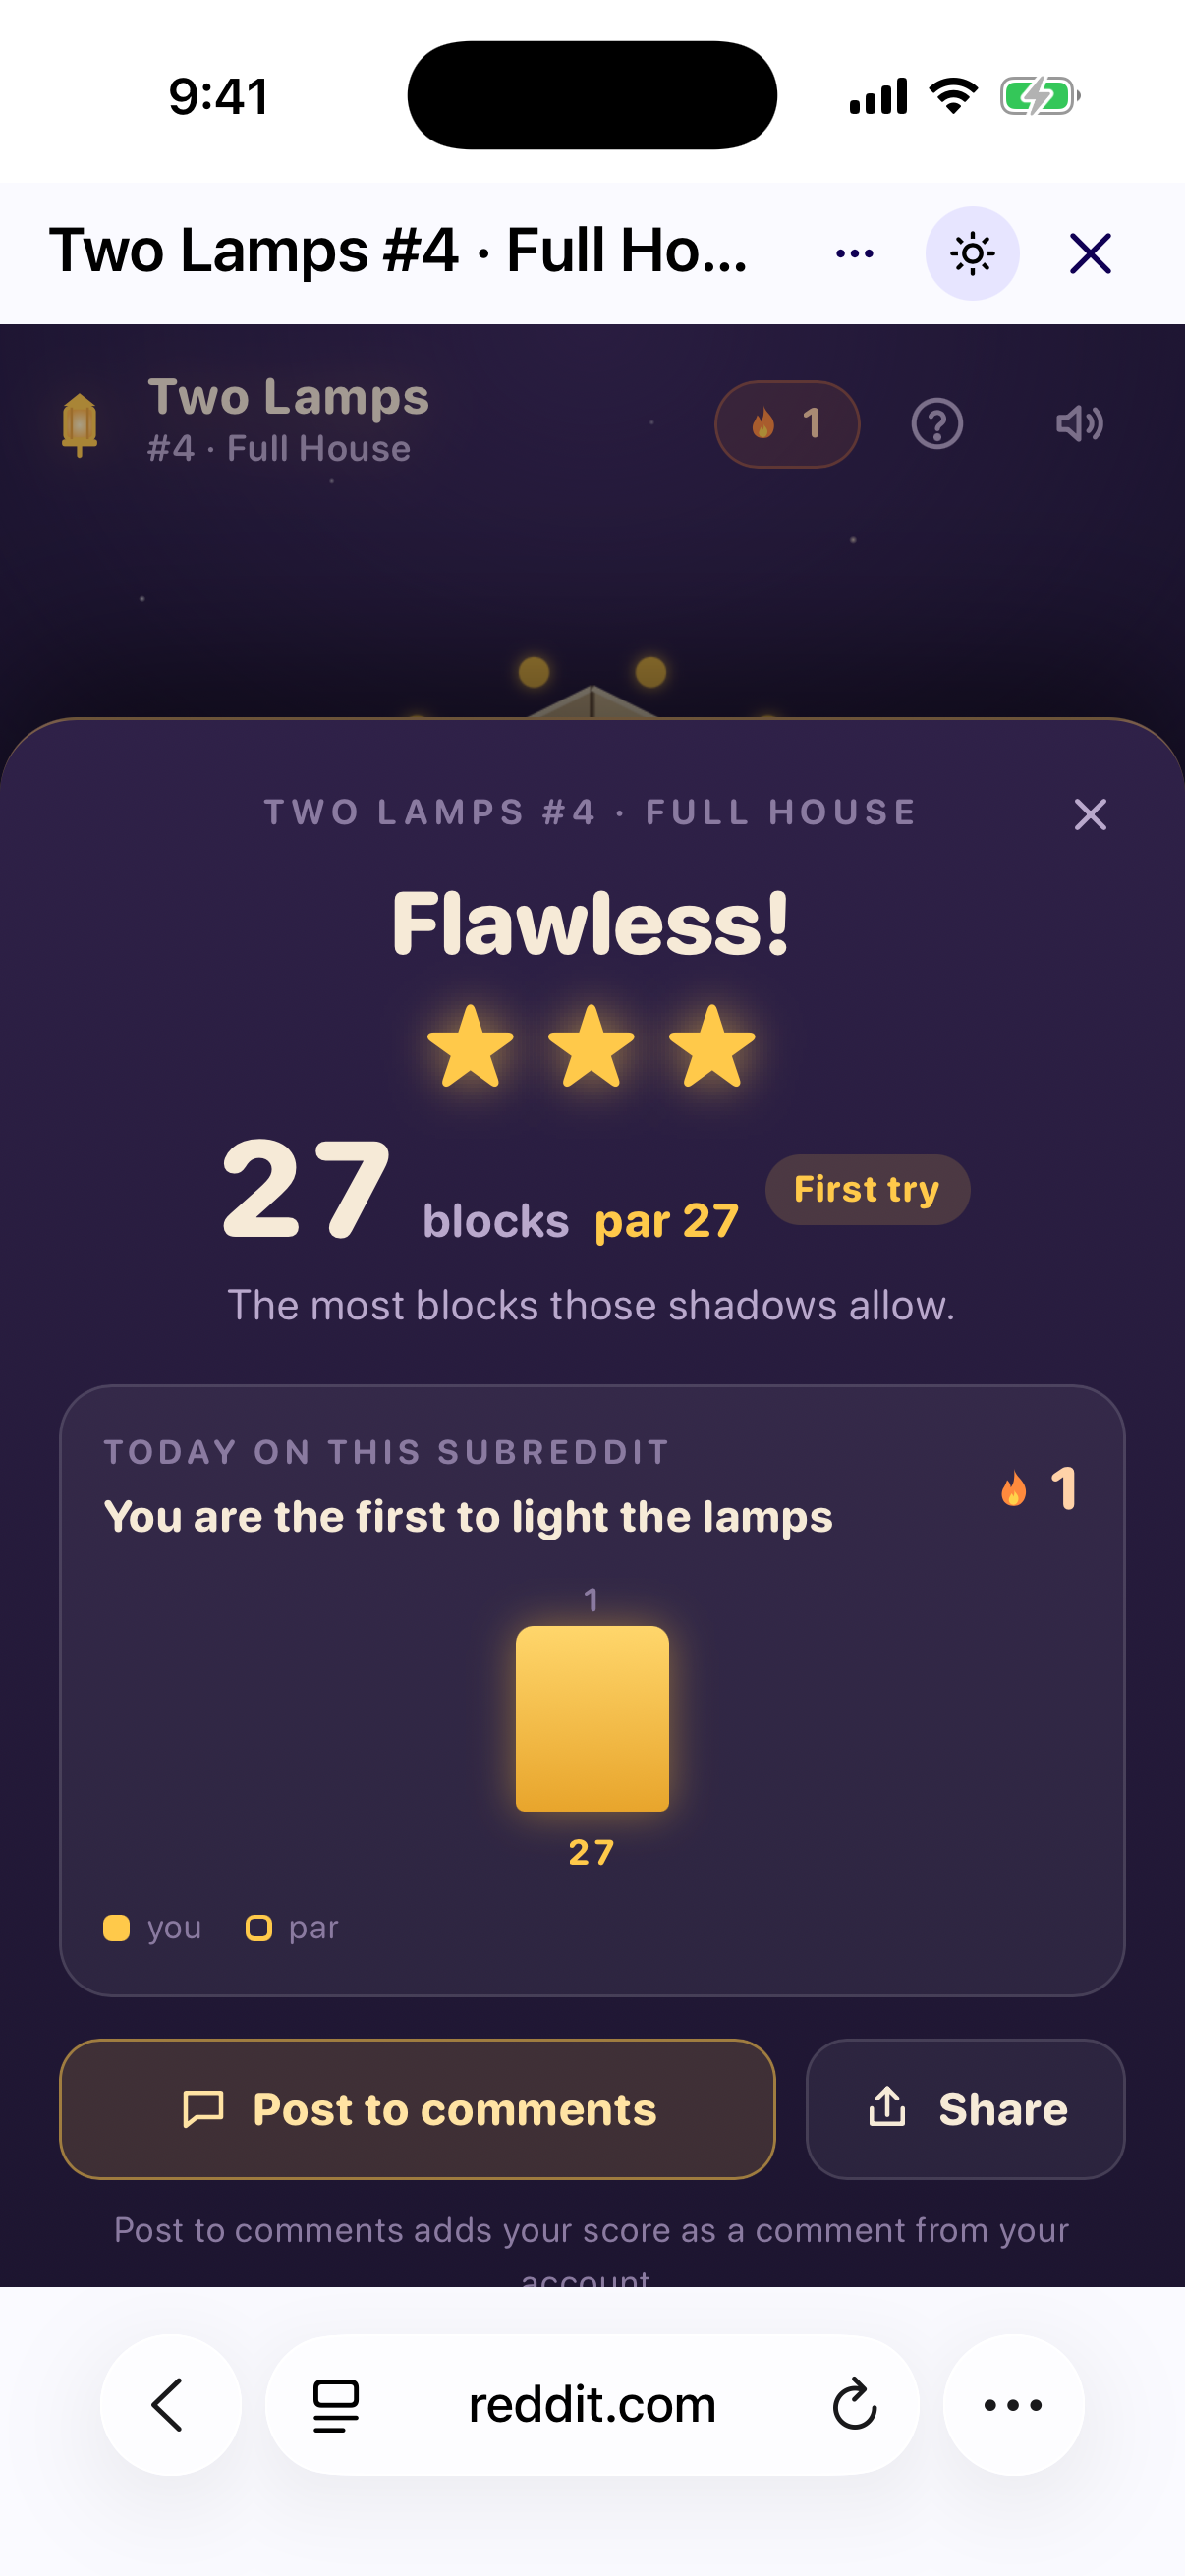 9:41
Two Lamps #4 · Full Ho...
Two Lamps
#4 · Full House
1
TWO LAMPS #4 · FULL HOUSE
Flawless!
27 blocks par 27 First try
The most blocks those shadows allow.
TODAY ON THIS SUBREDDIT
You are the first to light the lamps
1
1
27
you par
Post to comments
Share
Post to comments adds your score as a comment from your
account
reddit.com